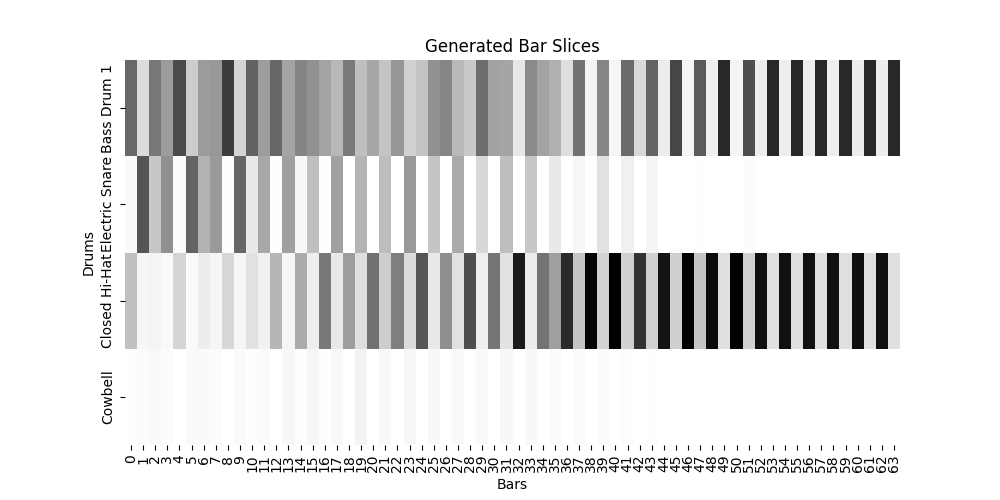 Generated Bar Slices
Drums
Bass Drum 1
Electric Snare
Closed Hi-Hat
Cowbell
0 1 2 3 4 5 6 7 8 9 10 11 12 13 14 15 16 17 18 19 20 21 22 23 24 25 26 27 28 29 30 31 32 33 34 35 36 37 38 39 40 41 42 43 44 45 46 47 48 49 50 51 52 53 54 55 56 57 58 59 60 61 62 63
Bars